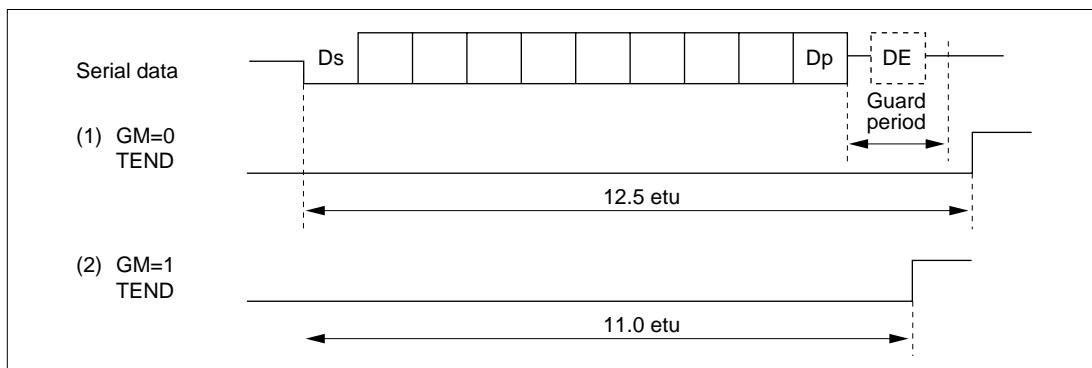 Serial data
Ds
Dp
DE
Guard
period
(1) GM=0
TEND
12.5 etu
(2) GM=1
TEND
11.0 etu